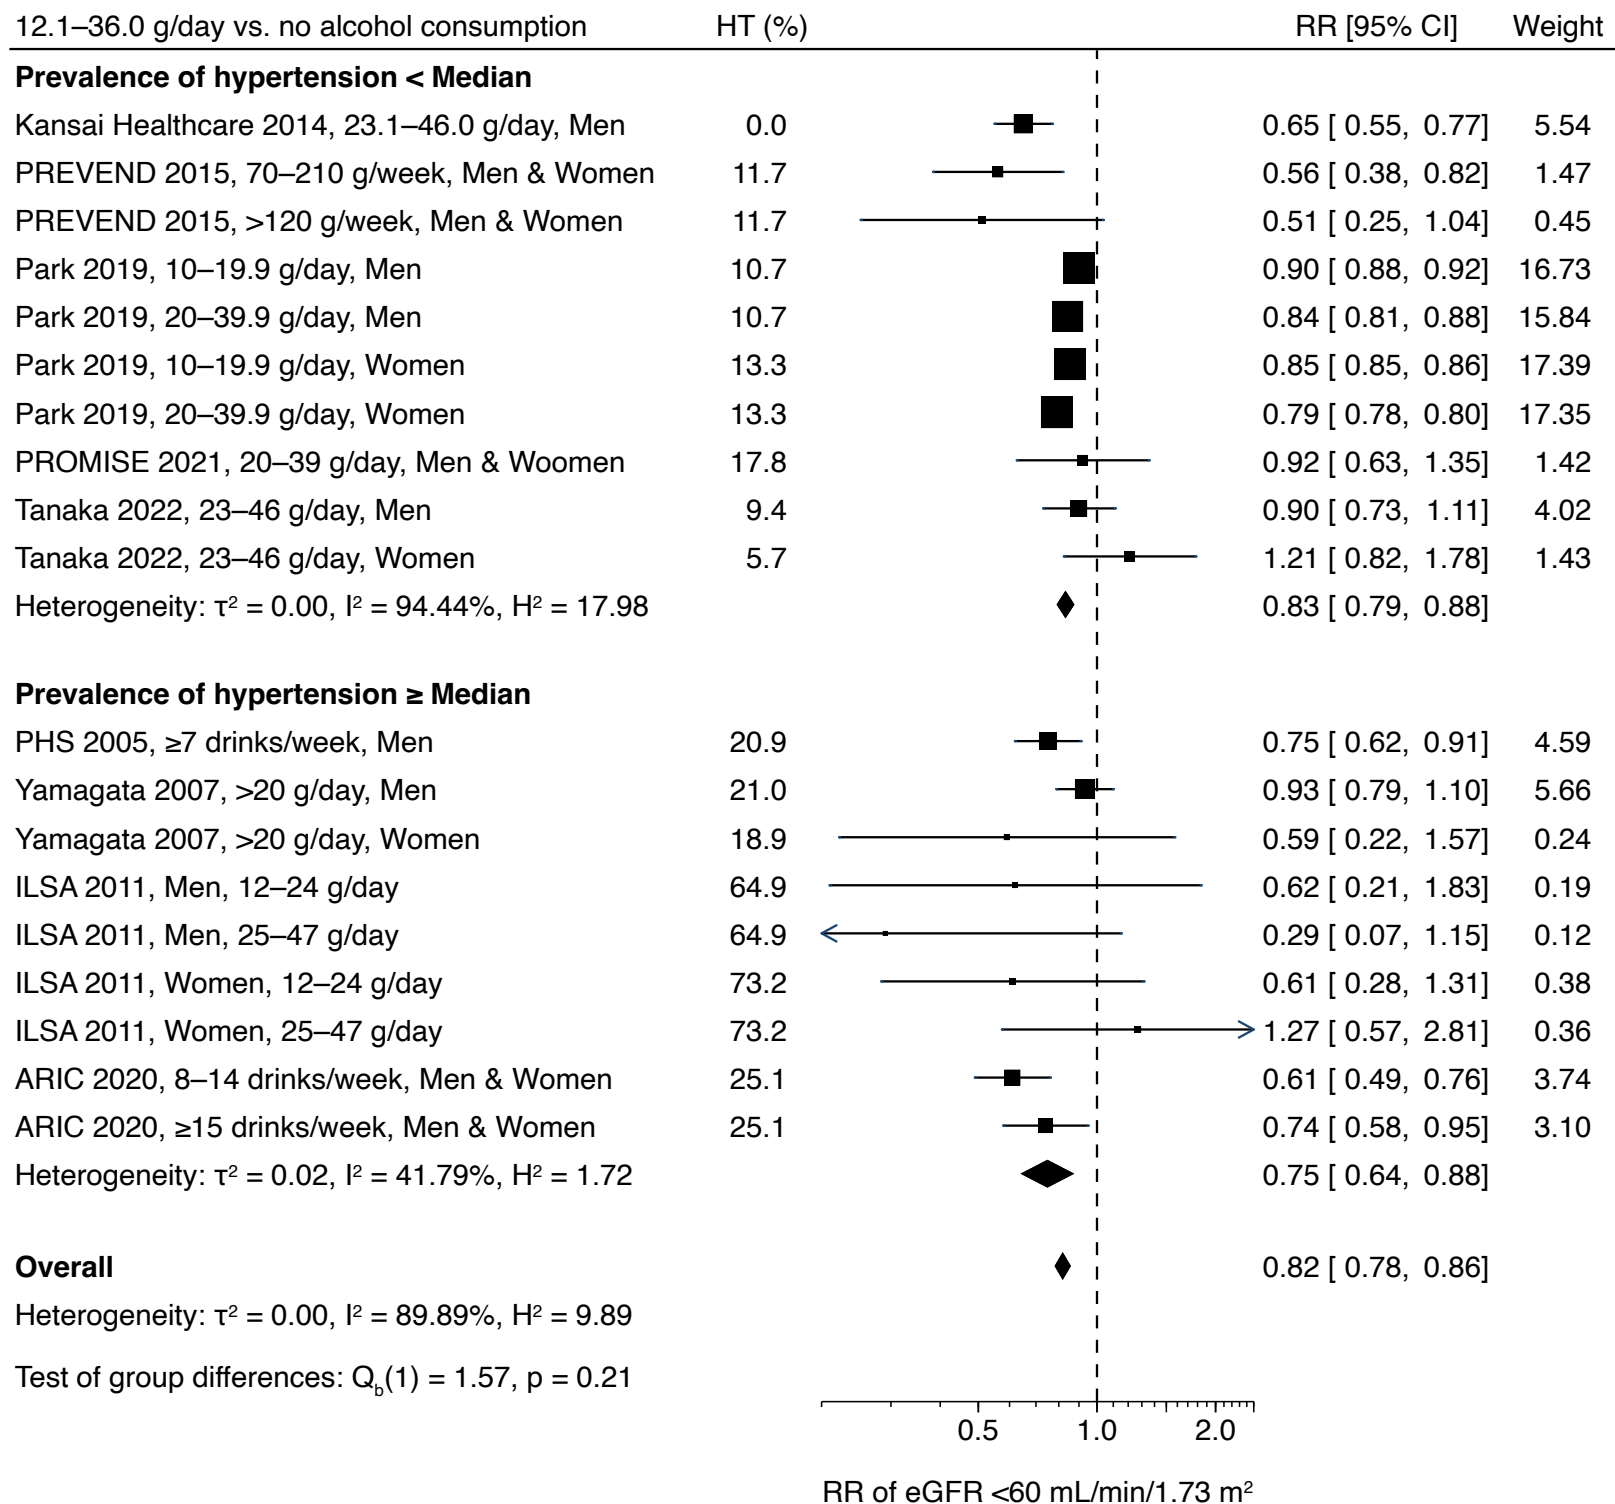 12.1–36.0 g/day vs. no alcohol consumption HT (%) RR [95% CI] Weight
Prevalence of hypertension < Median
Kansai Healthcare 2014, 23.1–46.0 g/day, Men 0.0 0.65 [ 0.55, 0.77] 5.54
PREVEND 2015, 70–210 g/week, Men & Women 11.7 0.56 [ 0.38, 0.82] 1.47
PREVEND 2015, >120 g/week, Men & Women 11.7 0.51 [ 0.25, 1.04] 0.45
Park 2019, 10–19.9 g/day, Men 10.7 0.90 [ 0.88, 0.92] 16.73
Park 2019, 20–39.9 g/day, Men 10.7 0.84 [ 0.81, 0.88] 15.84
Park 2019, 10–19.9 g/day, Women 13.3 0.85 [ 0.85, 0.86] 17.39
Park 2019, 20–39.9 g/day, Women 13.3 0.79 [ 0.78, 0.80] 17.35
PROMISE 2021, 20–39 g/day, Men & Woomen 17.8 0.92 [ 0.63, 1.35] 1.42
Tanaka 2022, 23–46 g/day, Men 9.4 0.90 [ 0.73, 1.11] 4.02
Tanaka 2022, 23–46 g/day, Women 5.7 1.21 [ 0.82, 1.78] 1.43
Heterogeneity: τ² = 0.00, I² = 94.44%, H² = 17.98 0.83 [ 0.79, 0.88]
Prevalence of hypertension ≥ Median
PHS 2005, ≥7 drinks/week, Men 20.9 0.75 [ 0.62, 0.91] 4.59
Yamagata 2007, >20 g/day, Men 21.0 0.93 [ 0.79, 1.10] 5.66
Yamagata 2007, >20 g/day, Women 18.9 0.59 [ 0.22, 1.57] 0.24
ILSA 2011, Men, 12–24 g/day 64.9 0.62 [ 0.21, 1.83] 0.19
ILSA 2011, Men, 25–47 g/day 64.9 0.29 [ 0.07, 1.15] 0.12
ILSA 2011, Women, 12–24 g/day 73.2 0.61 [ 0.28, 1.31] 0.38
ILSA 2011, Women, 25–47 g/day 73.2 1.27 [ 0.57, 2.81] 0.36
ARIC 2020, 8–14 drinks/week, Men & Women 25.1 0.61 [ 0.49, 0.76] 3.74
ARIC 2020, ≥15 drinks/week, Men & Women 25.1 0.74 [ 0.58, 0.95] 3.10
Heterogeneity: τ² = 0.02, I² = 41.79%, H² = 1.72 0.75 [ 0.64, 0.88]
Overall 0.82 [ 0.78, 0.86]
Heterogeneity: τ² = 0.00, I² = 89.89%, H² = 9.89
Test of group differences: Q_b(1) = 1.57, p = 0.21
0.5 1.0 2.0
RR of eGFR <60 mL/min/1.73 m²